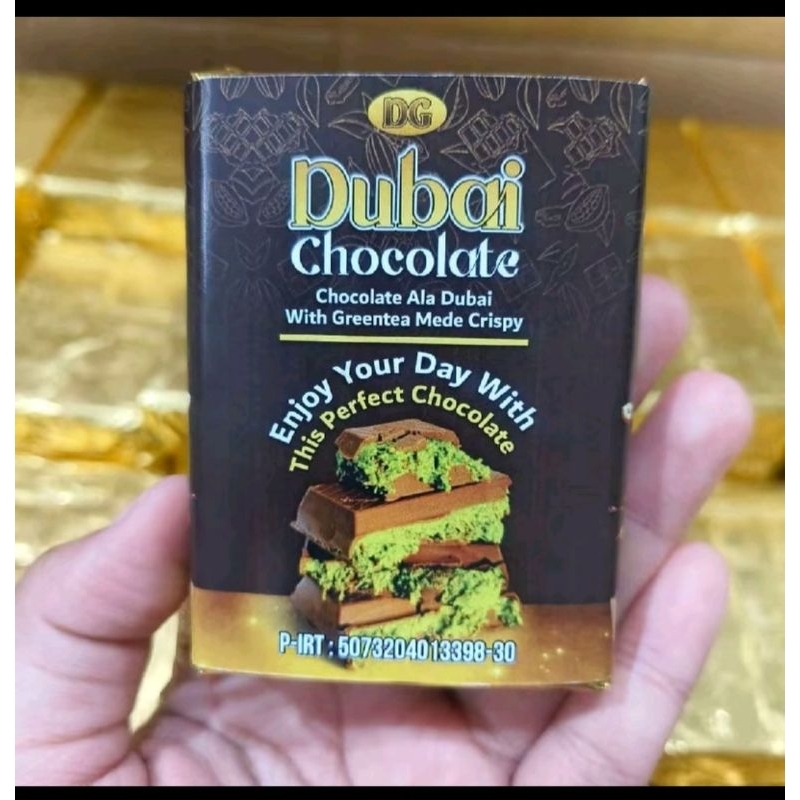 DG
Dubai
Chocolate
Chocolate Ala Dubai
With Greentea Mede Crispy
Enjoy Your Day With
This Perfect Chocolate
P-IRT : 5073204013398-30